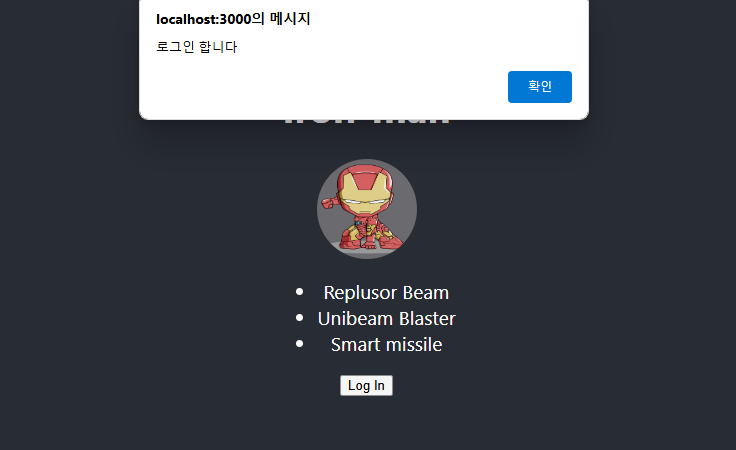 localhost:3000의 메시지
로그인 합니다
확인
Replusor Beam
Unibeam Blaster
Smart missile
Log In